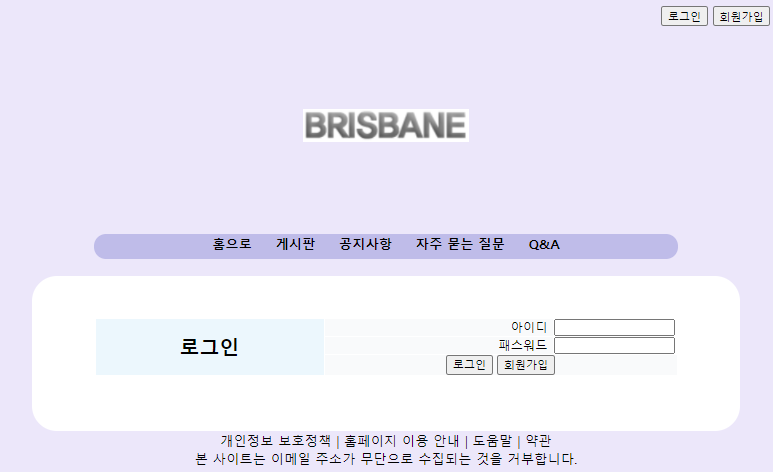 로그인 회원가입
BRISBANE
홈으로 게시판 공지사항 자주 묻는 질문 Q&A
로그인
아이디
패스워드
로그인 회원가입
개인정보 보호정책 | 홈페이지 이용 안내 | 도움말 | 약관
본 사이트는 이메일 주소가 무단으로 수집되는 것을 거부합니다.